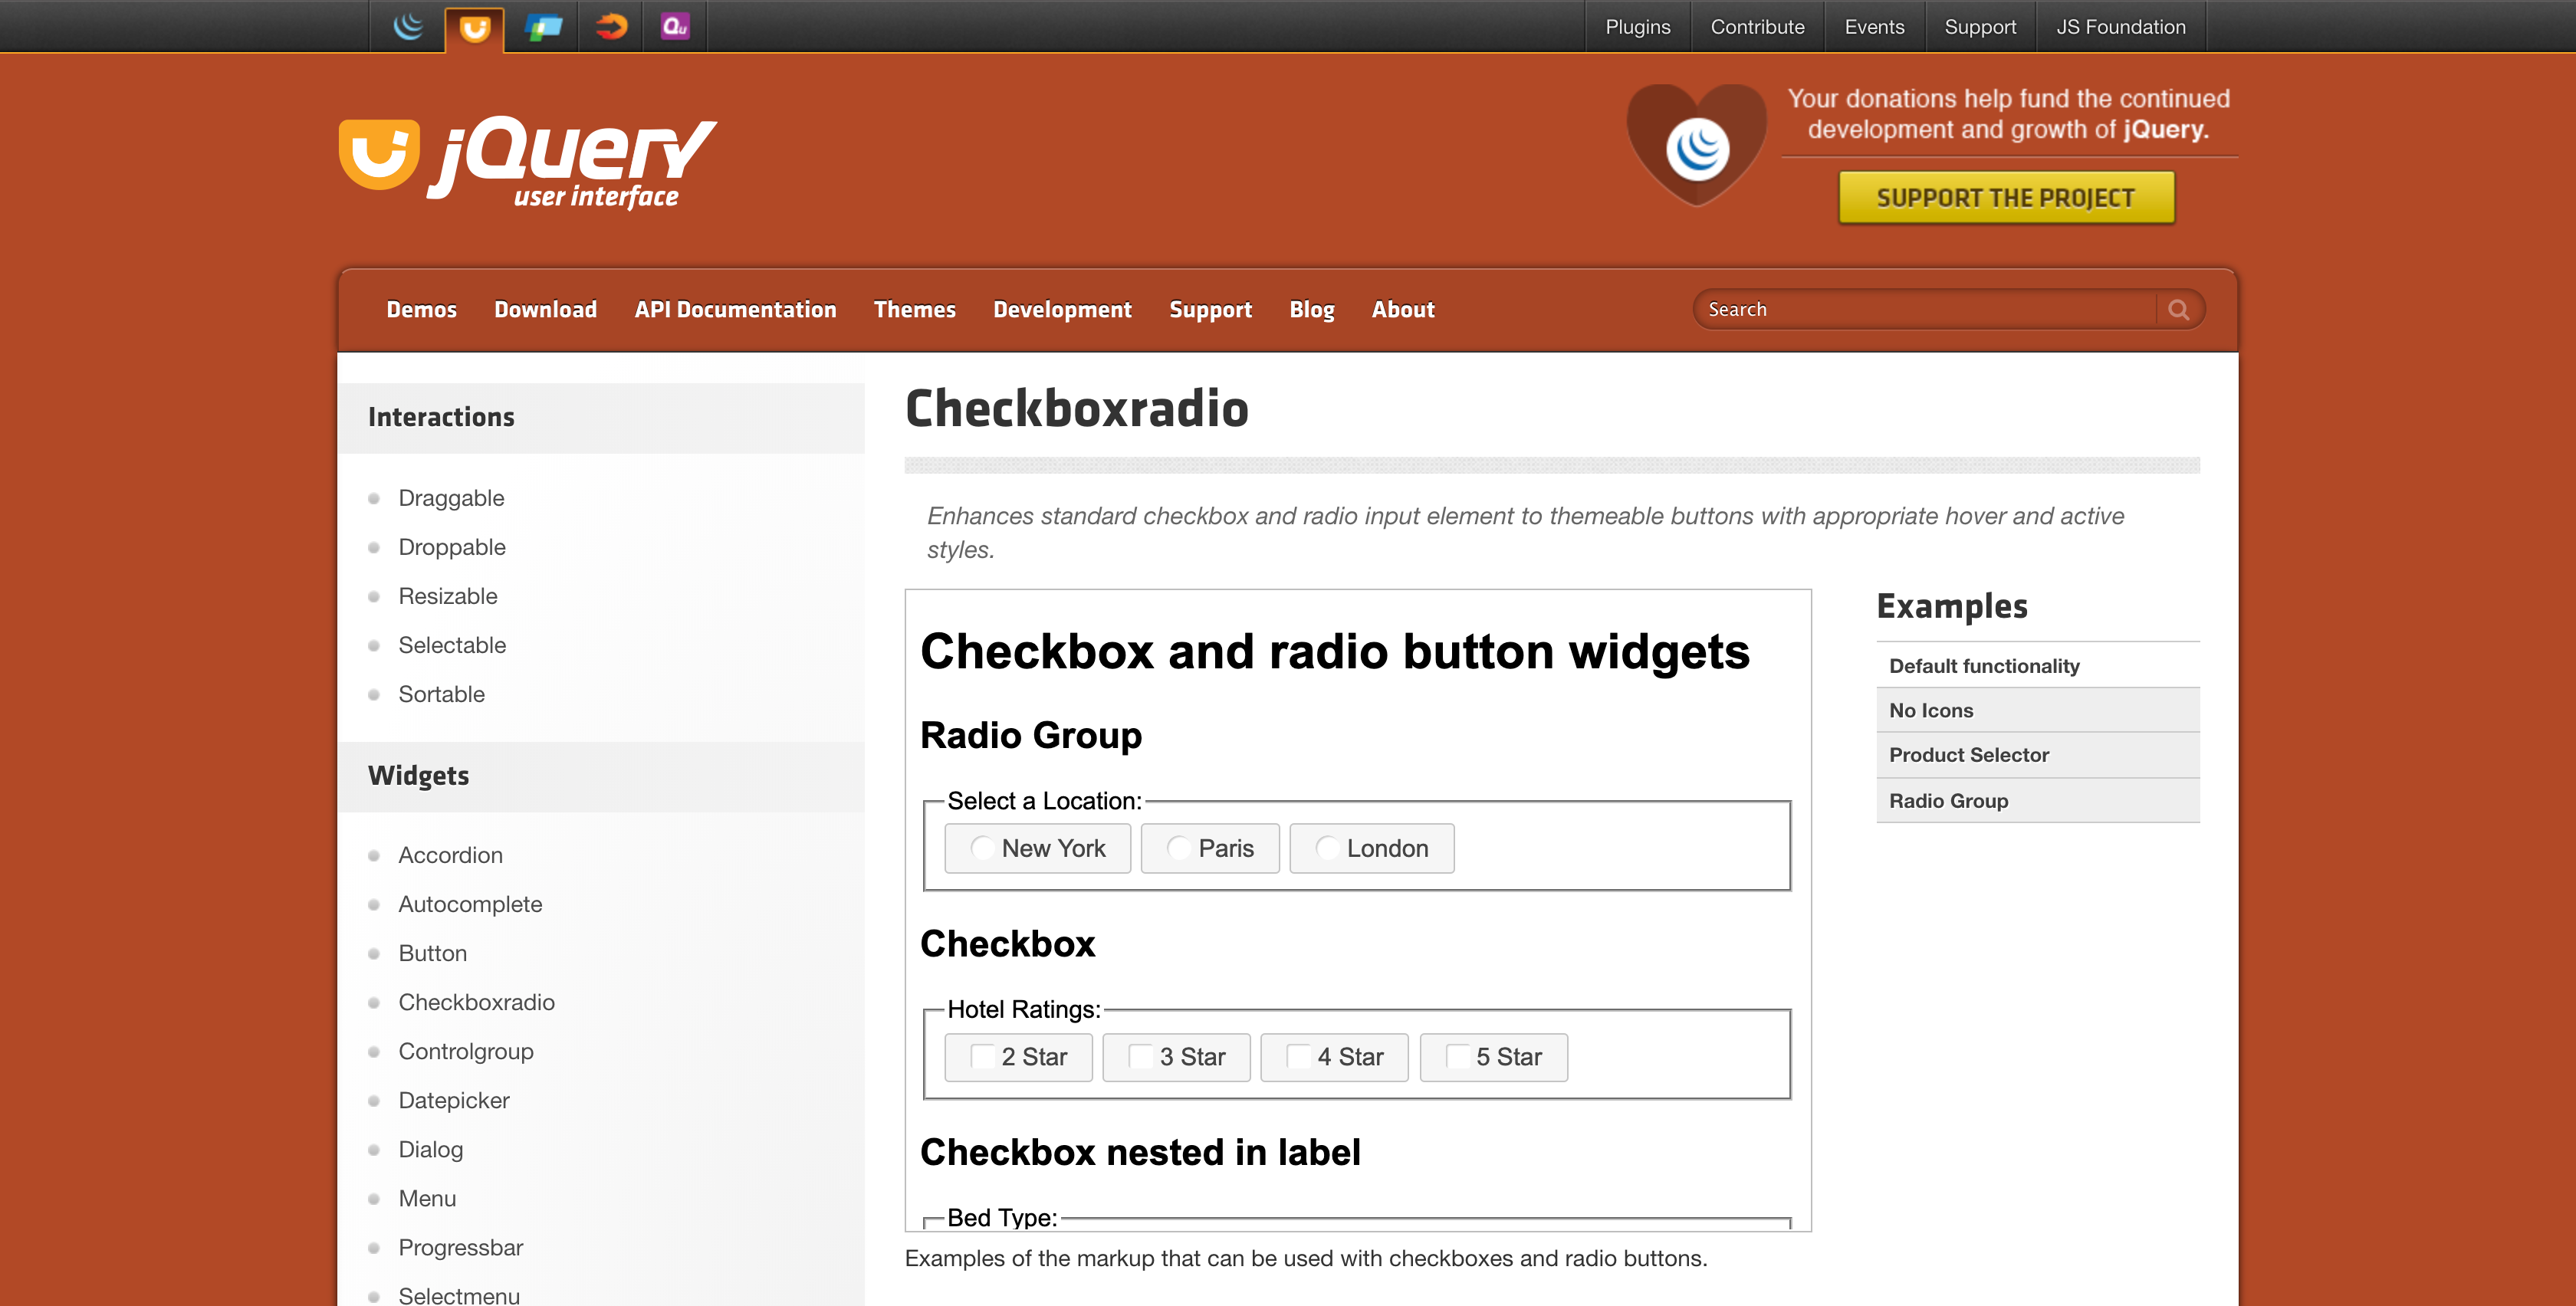 Qu
Plugins
Contribute
Events
Support
JS Foundation
jQuery
user interface
Your donations help fund the continued
development and growth of jQuery.
SUPPORT THE PROJECT
Demos
Download
API Documentation
Themes
Development
Support
Blog
About
Search
Interactions
Draggable
Droppable
Resizable
Selectable
Sortable
Widgets
Accordion
Autocomplete
Button
Checkboxradio
Controlgroup
Datepicker
Dialog
Menu
Progressbar
Selectmenu
Checkboxradio
Enhances standard checkbox and radio input element to themeable buttons with appropriate hover and active
styles.
Checkbox and radio button widgets
Radio Group
Select a Location:
New York
Paris
London
Checkbox
Hotel Ratings:
2 Star
3 Star
4 Star
5 Star
Checkbox nested in label
Bed Type:
Examples of the markup that can be used with checkboxes and radio buttons.
Examples
Default functionality
No Icons
Product Selector
Radio Group